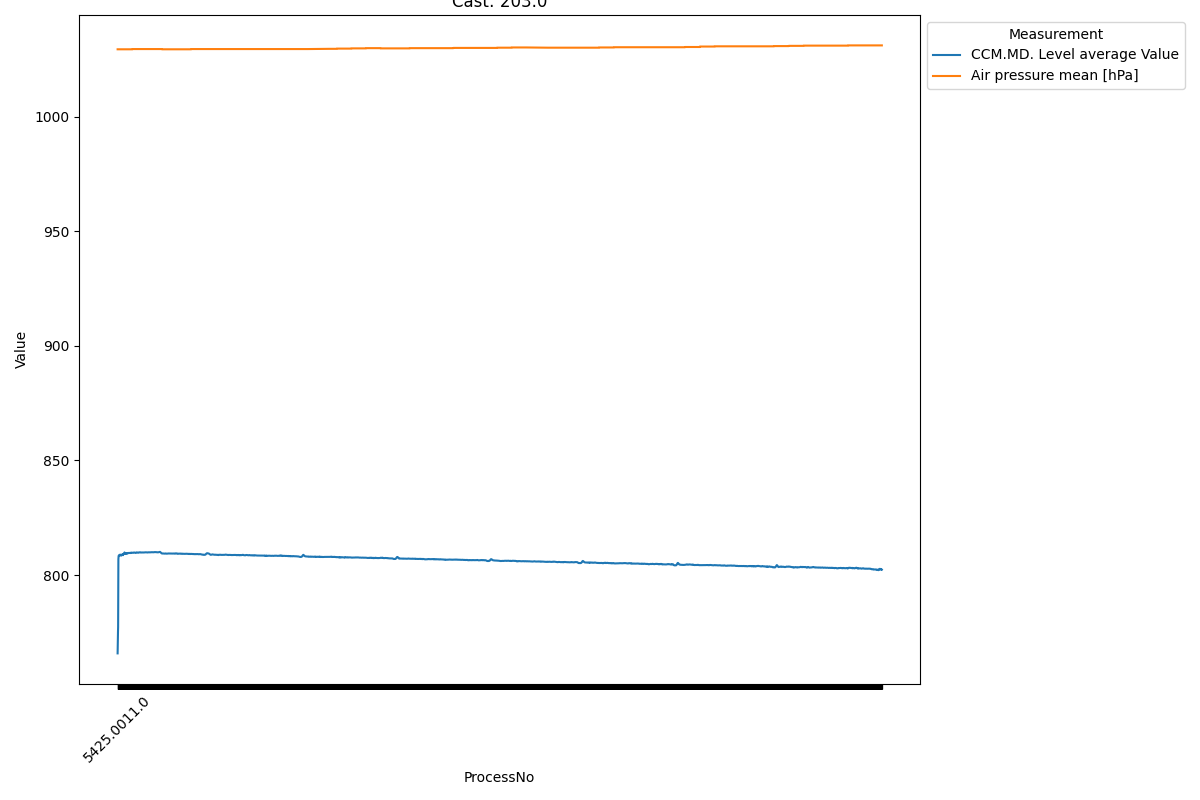 Cast: 203.0
Measurement
CCM.MD. Level average Value
Air pressure mean [hPa]
1000
950
900
850
800
Value
5425.0011.0
ProcessNo